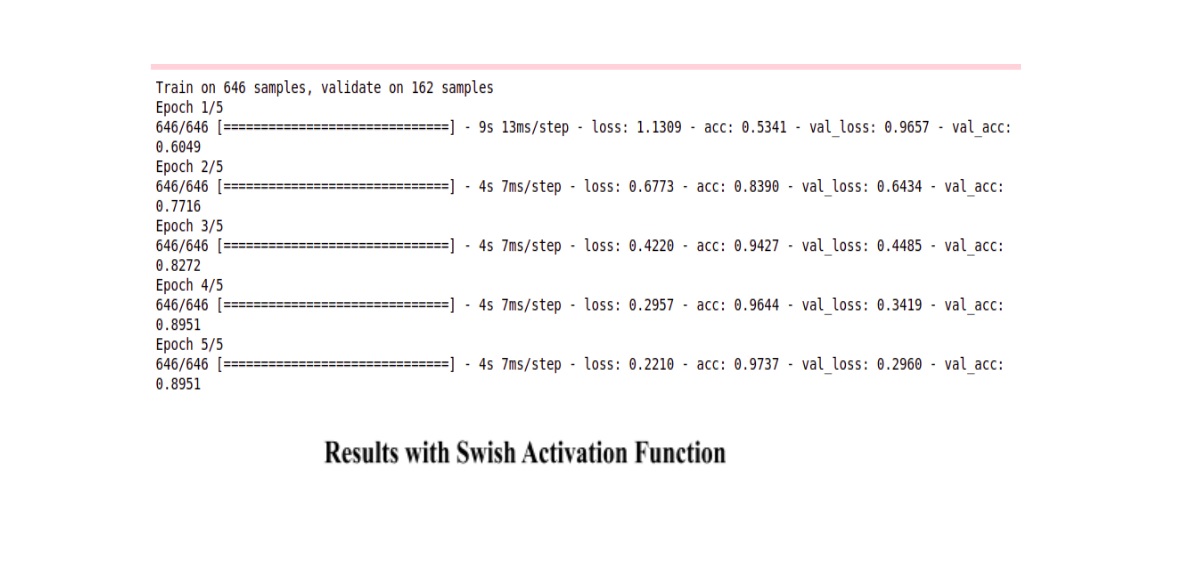 Train on 646 samples, validate on 162 samples
Epoch 1/5
646/646 [==============================] - 9s 13ms/step - loss: 1.1309 - acc: 0.5341 - val_loss: 0.9657 - val_acc:
0.6049
Epoch 2/5
646/646 [==============================] - 4s 7ms/step - loss: 0.6773 - acc: 0.8390 - val_loss: 0.6434 - val_acc:
0.7716
Epoch 3/5
646/646 [==============================] - 4s 7ms/step - loss: 0.4220 - acc: 0.9427 - val_loss: 0.4485 - val_acc:
0.8272
Epoch 4/5
646/646 [==============================] - 4s 7ms/step - loss: 0.2957 - acc: 0.9644 - val_loss: 0.3419 - val_acc:
0.8951
Epoch 5/5
646/646 [==============================] - 4s 7ms/step - loss: 0.2210 - acc: 0.9737 - val_loss: 0.2960 - val_acc:
0.8951
Results with Swish Activation Function